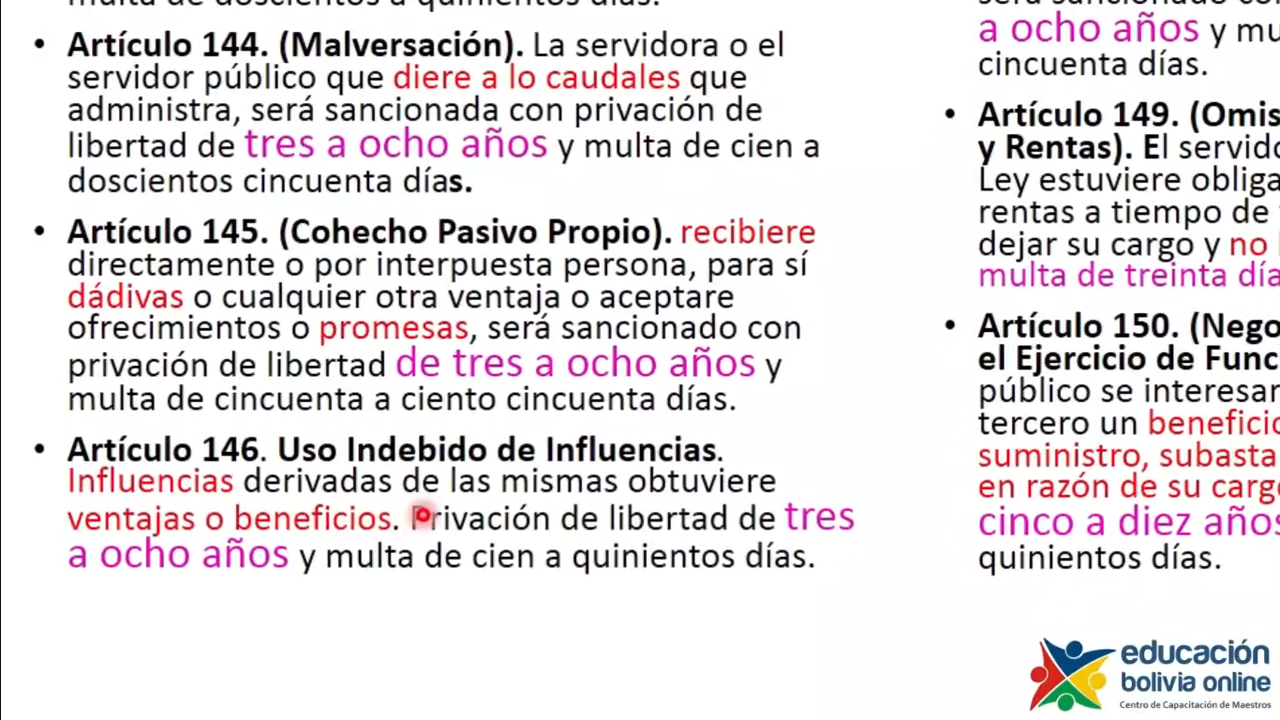 multa de doscientos a quinientos días.
• Artículo 144. (Malversación). La servidora o el
servidor público que diere a lo caudales que
administra, será sancionada con privación de
libertad de tres a ocho años y multa de cien a
doscientos cincuenta días.
• Artículo 145. (Cohecho Pasivo Propio). recibiere
directamente o por interpuesta persona, para sí
dádivas o cualquier otra ventaja o aceptare
ofrecimientos o promesas, será sancionado con
privación de libertad de tres a ocho años y
multa de cincuenta a ciento cincuenta días.
• Artículo 146. Uso Indebido de Influencias.
Influencias derivadas de las mismas obtuviere
ventajas o beneficios. Privación de libertad de tres
a ocho años y multa de cien a quinientos días.
será sancionado con
a ocho años y mu
cincuenta días.
• Artículo 149. (Omis
y Rentas). El servido
Ley estuviere obliga
rentas a tiempo de
dejar su cargo y no
multa de treinta día
• Artículo 150. (Nego
el Ejercicio de Func
público se interesar
tercero un beneficio
suministro, subasta
en razón de su cargo
cinco a diez años
quinientos días.
educación
bolivia online
Centro de Capacitación de Maestros